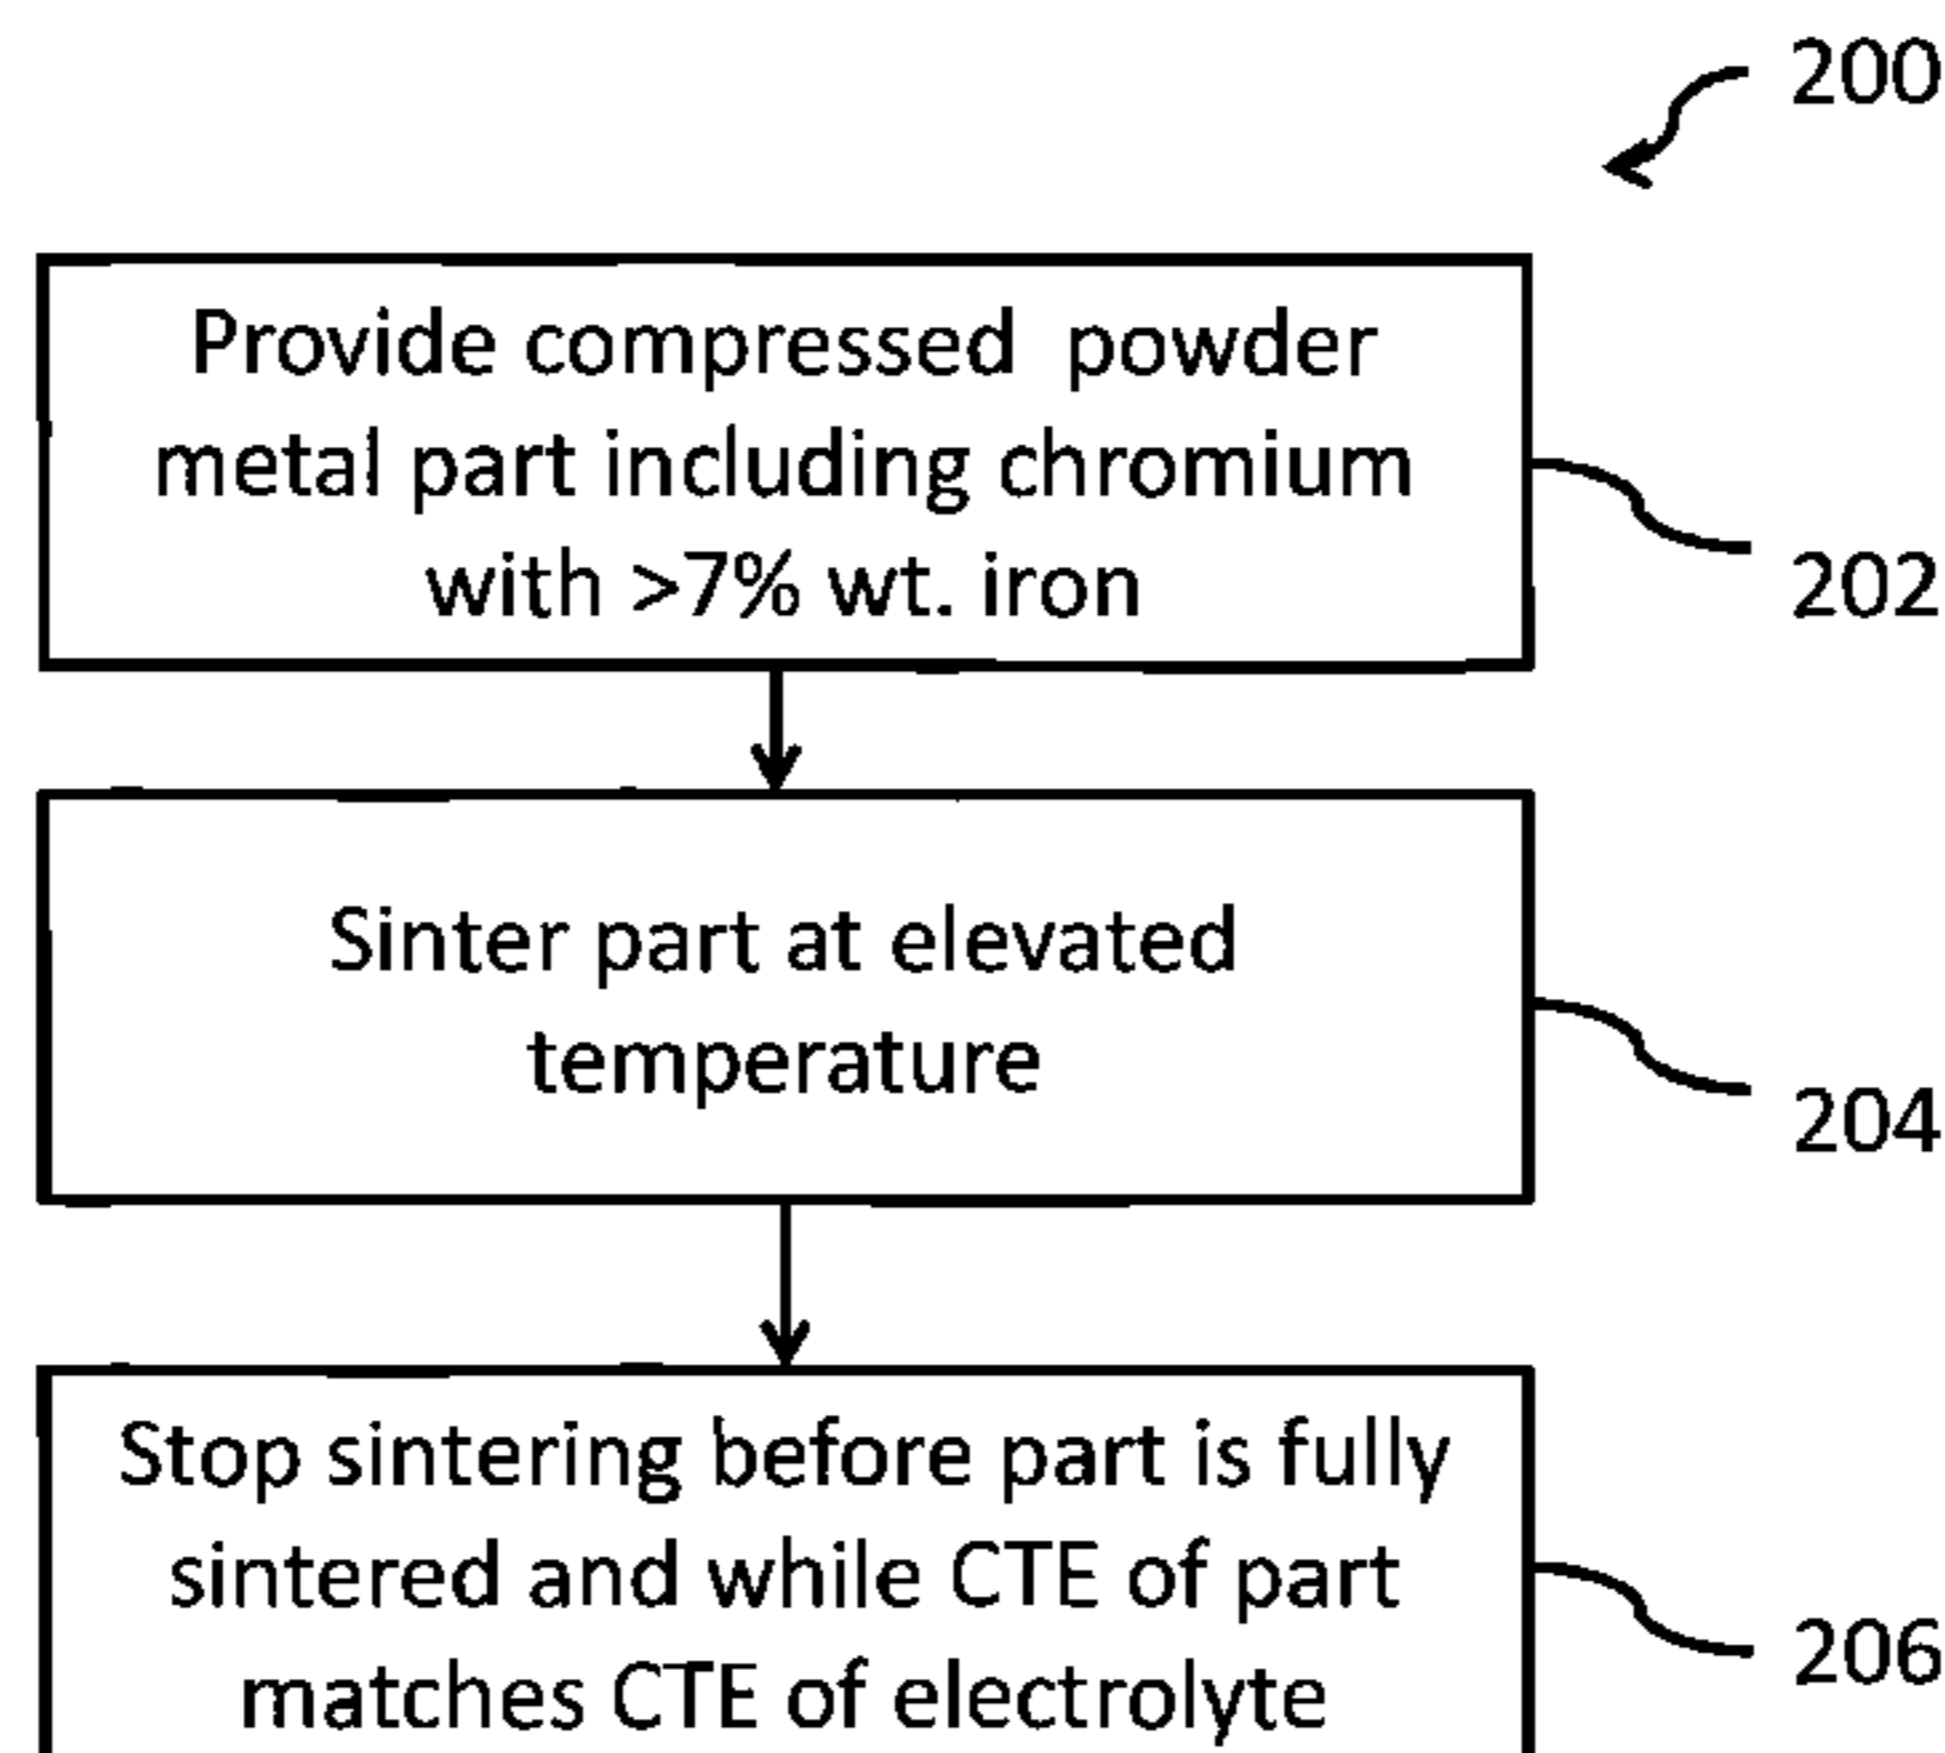 200
Provide compressed powder
metal part including chromium
with >7% wt. iron
202
Sinter part at elevated
temperature
204
Stop sintering before part is fully
sintered and while CTE of part
matches CTE of electrolyte
206